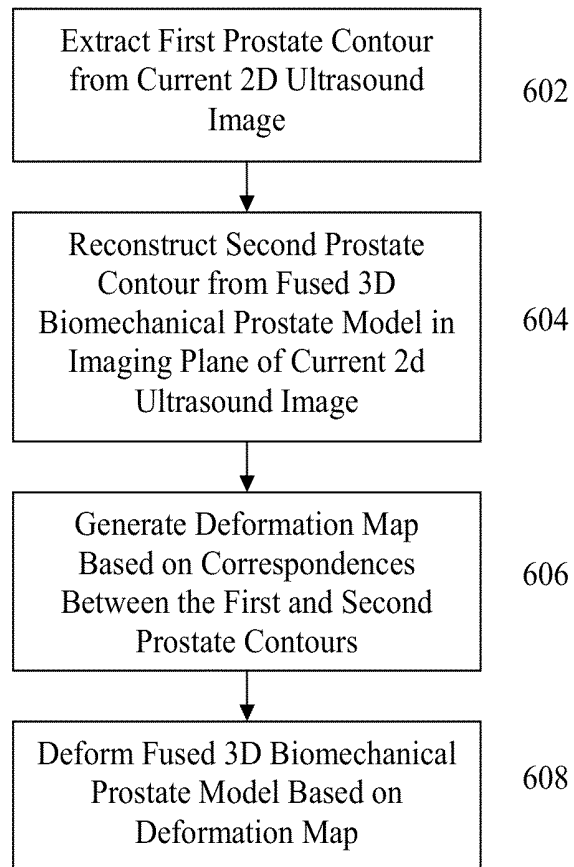 Extract First Prostate Contour
from Current 2D Ultrasound
Image
602
Reconstruct Second Prostate
Contour from Fused 3D
Biomechanical Prostate Model in
Imaging Plane of Current 2d
Ultrasound Image
604
Generate Deformation Map
Based on Correspondences
Between the First and Second
Prostate Contours
606
Deform Fused 3D Biomechanical
Prostate Model Based on
Deformation Map
608